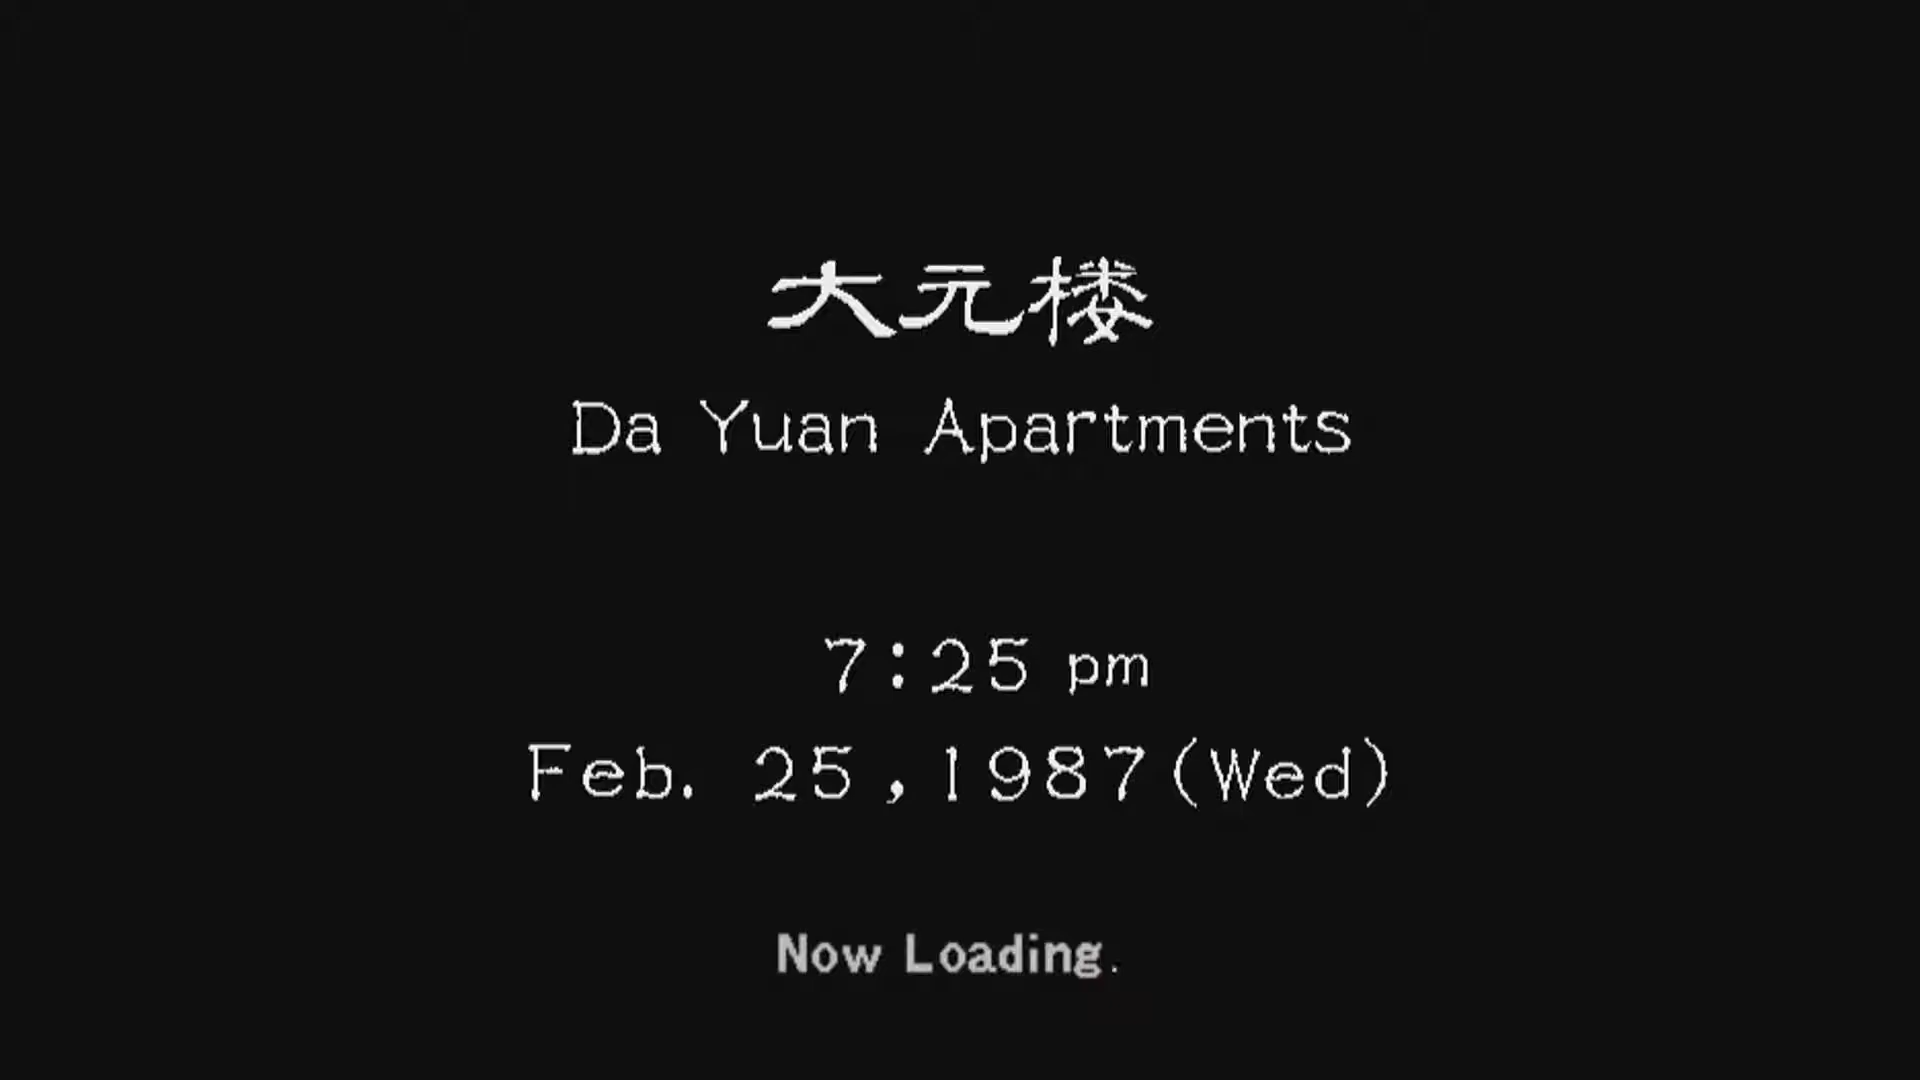 大元楼
Da Yuan Apartments
7:25 pm
Feb. 25,1987(Wed)
Now Loading.